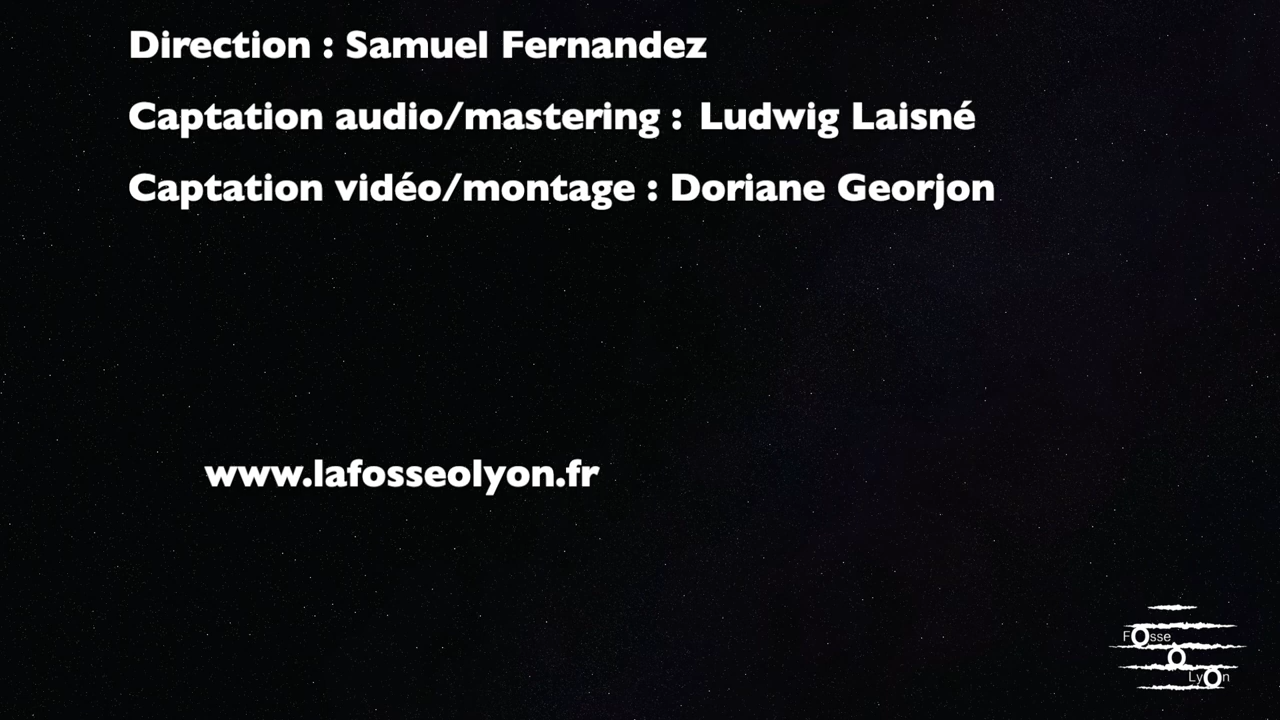 Direction : Samuel Fernandez
Captation audio/mastering : Ludwig Laisné
Captation vidéo/montage : Doriane Georjon
www.lafosseolyon.fr
Fosse
O
Lyon